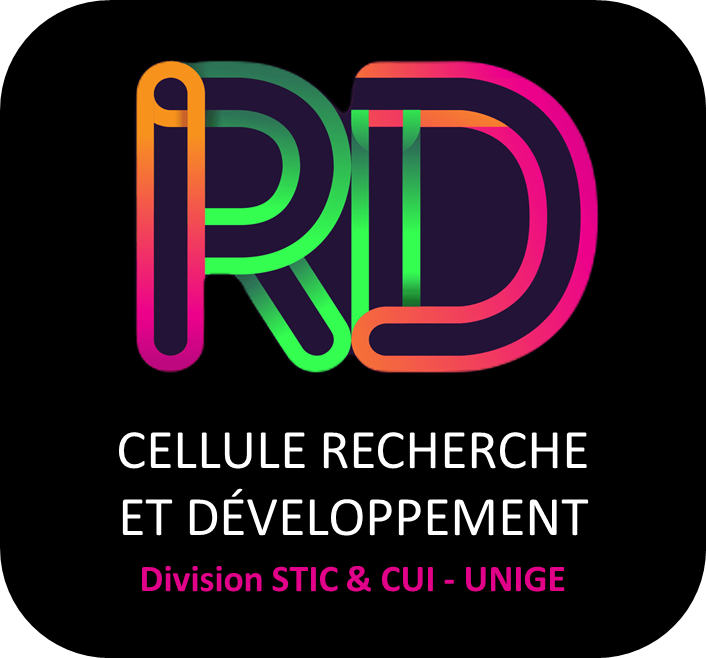 RD
CELLULE RECHERCHE
ET DÉVELOPPEMENT
Division STIC & CUI - UNIGE